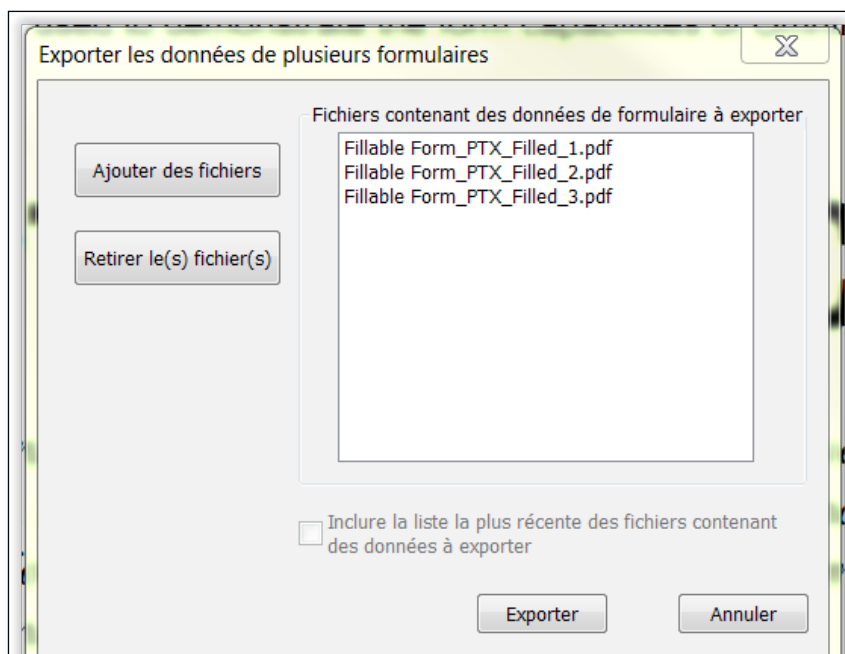 Exporter les données de plusieurs formulaires
Fichiers contenant des données de formulaire à exporter
Ajouter des fichiers
Retirer le(s) fichier(s)
Fillable Form_PTX_Filled_1.pdf
Fillable Form_PTX_Filled_2.pdf
Fillable Form_PTX_Filled_3.pdf
Inclure la liste la plus récente des fichiers contenant
des données à exporter
Exporter
Annuler